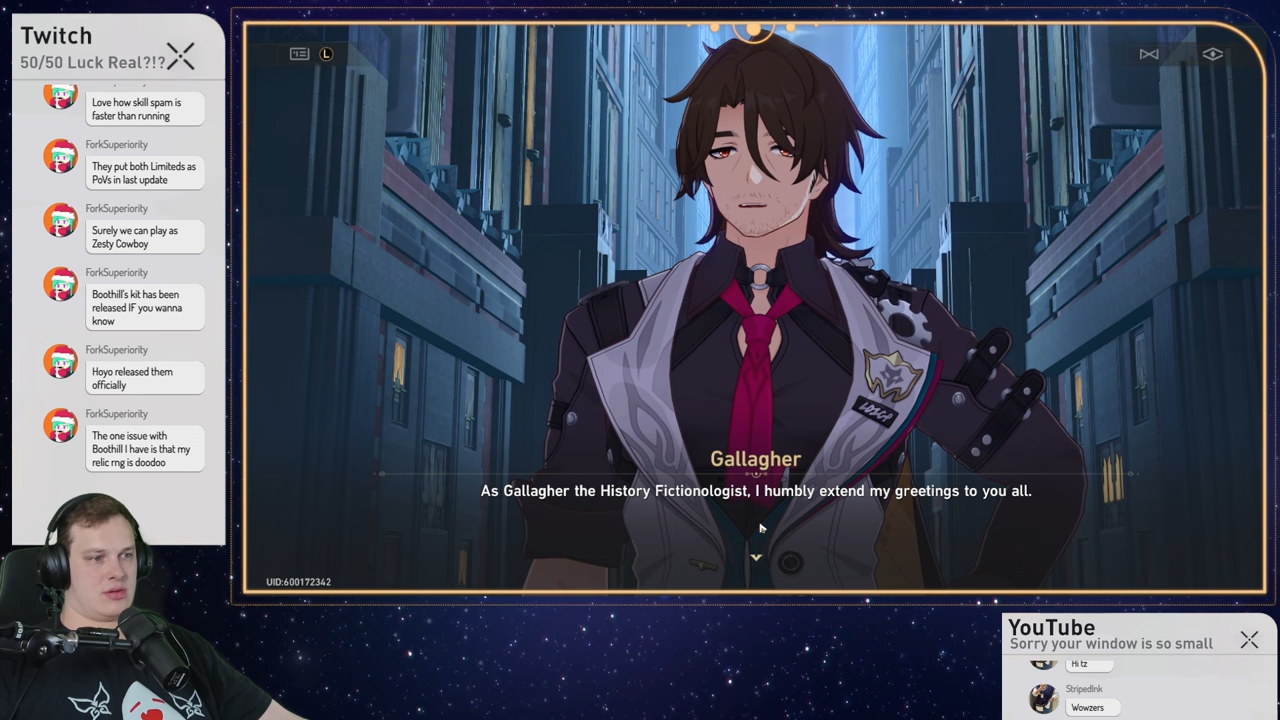 Twitch
50/50 Luck Real?!?
Love how skill spam is
faster than running
ForkSuperiority
They put both Limiteds as
PoVs in last update
ForkSuperiority
Surely we can play as
Zesty Cowboy
ForkSuperiority
Boothill's kit has been
released IF you wanna
know
ForkSuperiority
Hoyo released them
officially
ForkSuperiority
The one issue with
Boothill I have is that my
relic rng is doodoo
L
Gallagher
As Gallagher the History Fictionologist, I humbly extend my greetings to you all.
UID:600172342
YouTube
Sorry your window is so small
Hi tz
StripedInk
Wowzers